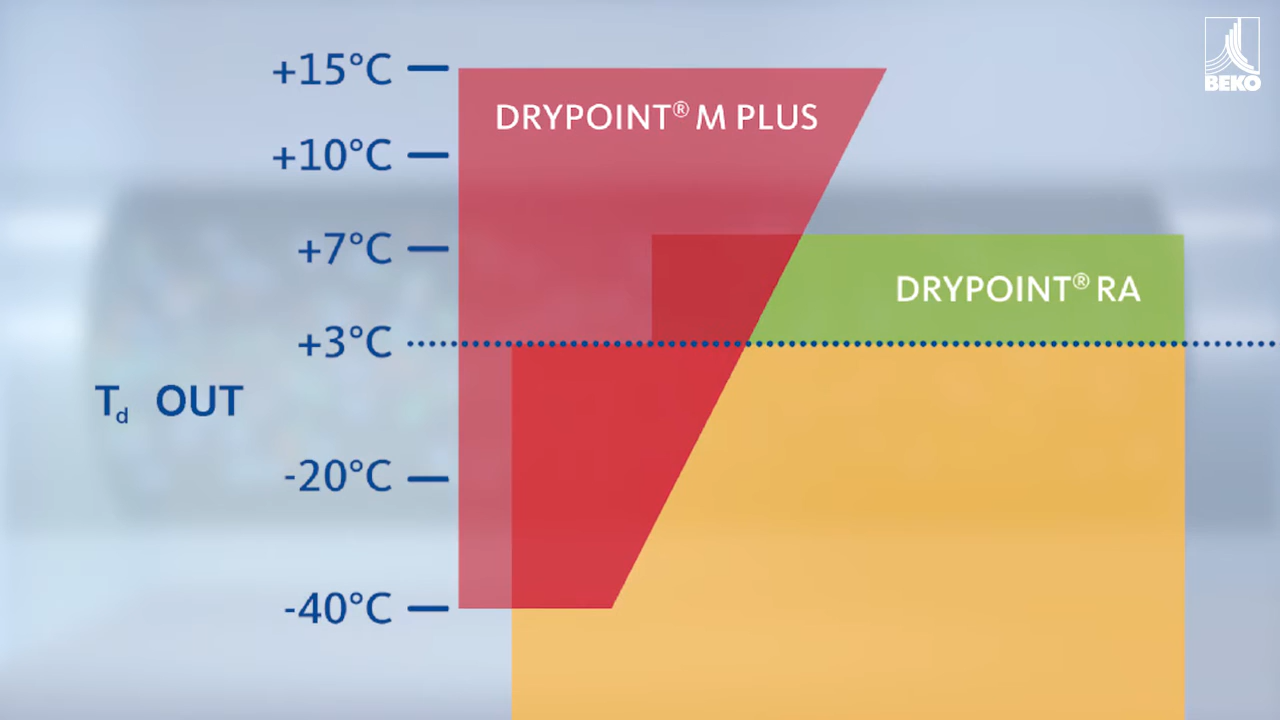 BEKO
+15°C
DRYPOINT® M PLUS
+10°C
+7°C
DRYPOINT® RA
+3°C
Td OUT
-20°C
-40°C